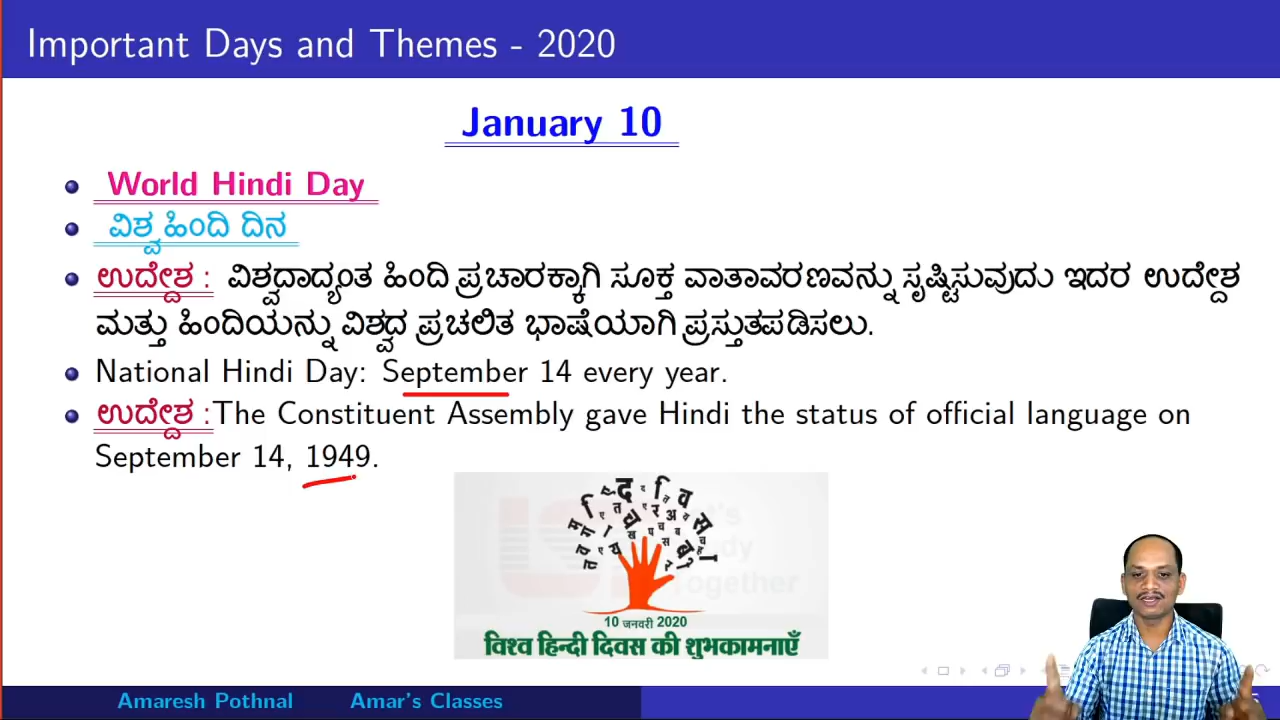 Important Days and Themes - 2020
January 10
World Hindi Day
ವಿಶ್ವ ಹಿಂದಿ ದಿನ
ಉದ್ದೇಶ : ವಿಶ್ವದಾದ್ಯಂತ ಹಿಂದಿ ಪ್ರಚಾರಕ್ಕಾಗಿ ಸೂಕ್ತ ವಾತಾವರಣವನ್ನು ಸೃಷ್ಟಿಸುವುದು ಇದರ ಉದ್ದೇಶ
ಮತ್ತು ಹಿಂದಿಯನ್ನು ವಿಶ್ವದ ಪ್ರಚಲಿತ ಭಾಷೆಯಾಗಿ ಪ್ರಸ್ತುತಪಡಿಸಲು.
National Hindi Day: September 14 every year.
ಉದ್ದೇಶ :The Constituent Assembly gave Hindi the status of official language on
September 14, 1949.
10 जनवरी 2020
विश्व हिन्दी दिवस की शुभकामनाएँ
Amaresh Pothnal Amar's Classes